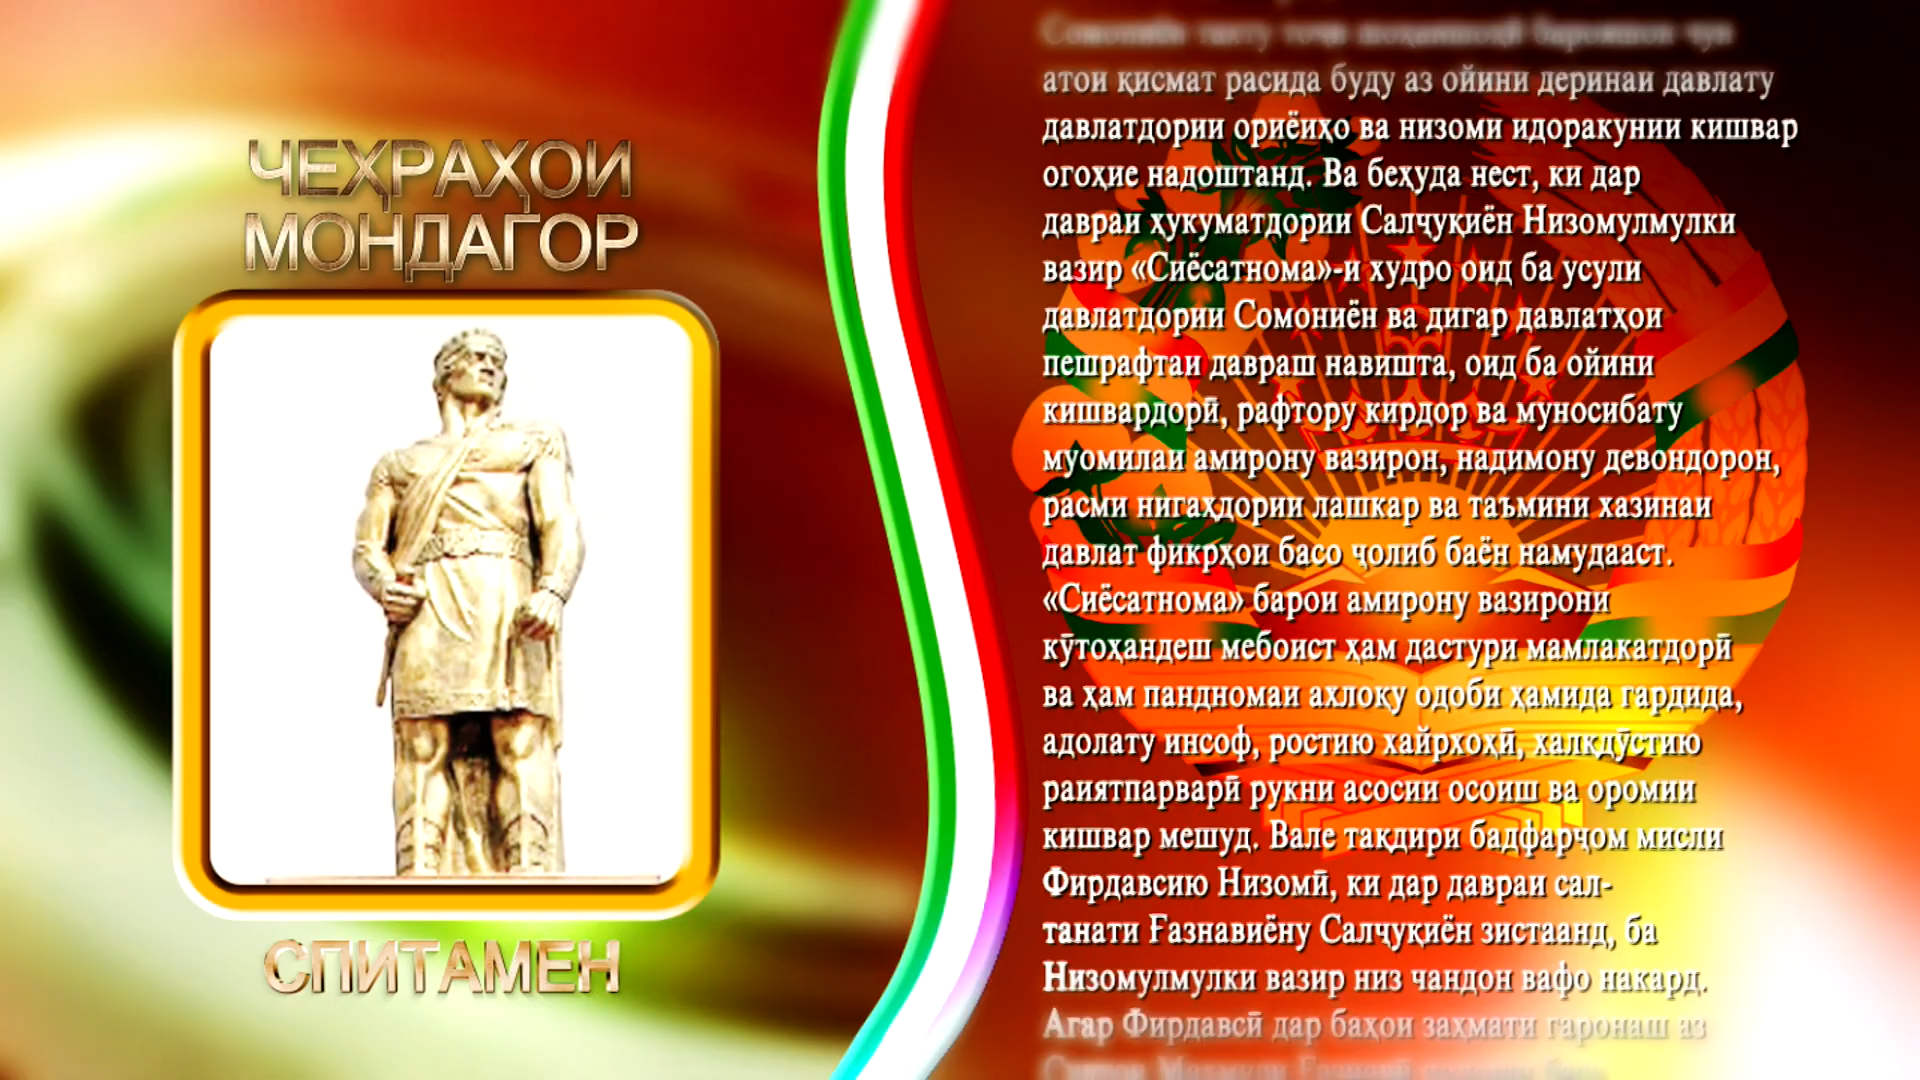 ЧЕҲРАҲОИ
МОНДАГОР
СПИТАМЕН
атои қисмат расида буду аз ойини деринаи давлату
давлатдории ориёиҳо ва низоми идоракунии кишвар
огоҳие надоштанд. Ва беҳуда нест, ки дар
давраи ҳукуматдории Салҷуқиён Низомулмулки
вазир «Сиёсатнома»-и худро оид ба усули
давлатдории Сомониён ва дигар давлатҳои
пешрафтаи давраш навишта, оид ба ойини
кишвардорӣ, рафтору кирдор ва муносибату
муомилаи амирону вазирон, надимону девондорон,
расми нигаҳдории лашкар ва таъмини хазинаи
давлат фикрҳои басо ҷолиб баён намудааст.
«Сиёсатнома» барои амирону вазирони
кӯтоҳандеш мебоист ҳам дастури мамлакатдорӣ
ва ҳам панднома­и ахлоқу одоби ҳамида гардида,
адолату инсоф, ростию хайрхоҳӣ, халқдӯстию
раиятпарварӣ рукни асосии осоиш ва оромии
кишвар мешуд. Вале тақдири бадфарҷом мисли
Фирдавсию Низомӣ, ки дар давраи сал-
танати Ғазнавиёну Салҷуқиён зистаанд, ба
Низомулмулки вазир низ чандон вафо накард.
Агар Фирдавсӣ дар баҳои заҳмати гаронаш аз